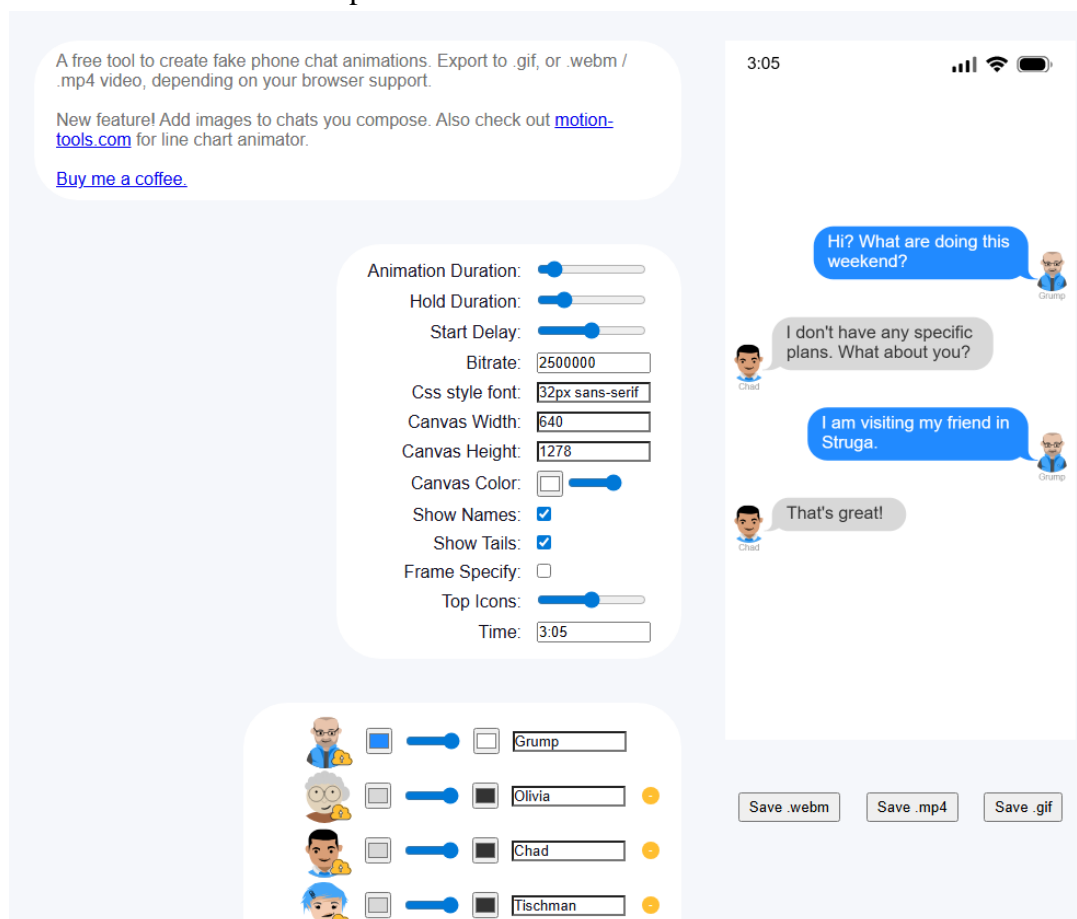 A free tool to create fake phone chat animations. Export to .gif, or .webm /
.mp4 video, depending on your browser support.
New feature! Add images to chats you compose. Also check out motion-
tools.com for line chart animator.
Buy me a coffee.
Animation Duration:
Hold Duration:
Start Delay:
Bitrate: 2500000
Css style font: 32px sans-serif
Canvas Width: 640
Canvas Height: 1278
Canvas Color:
Show Names:
Show Tails:
Frame Specify:
Top Icons:
Time: 3:05
Grump
Olivia
Chad
Tischman
3:05
Hi? What are doing this
weekend?
Grump
I don't have any specific
plans. What about you?
Chad
I am visiting my friend in
Struga.
Grump
That's great!
Chad
Save .webm
Save .mp4
Save .gif